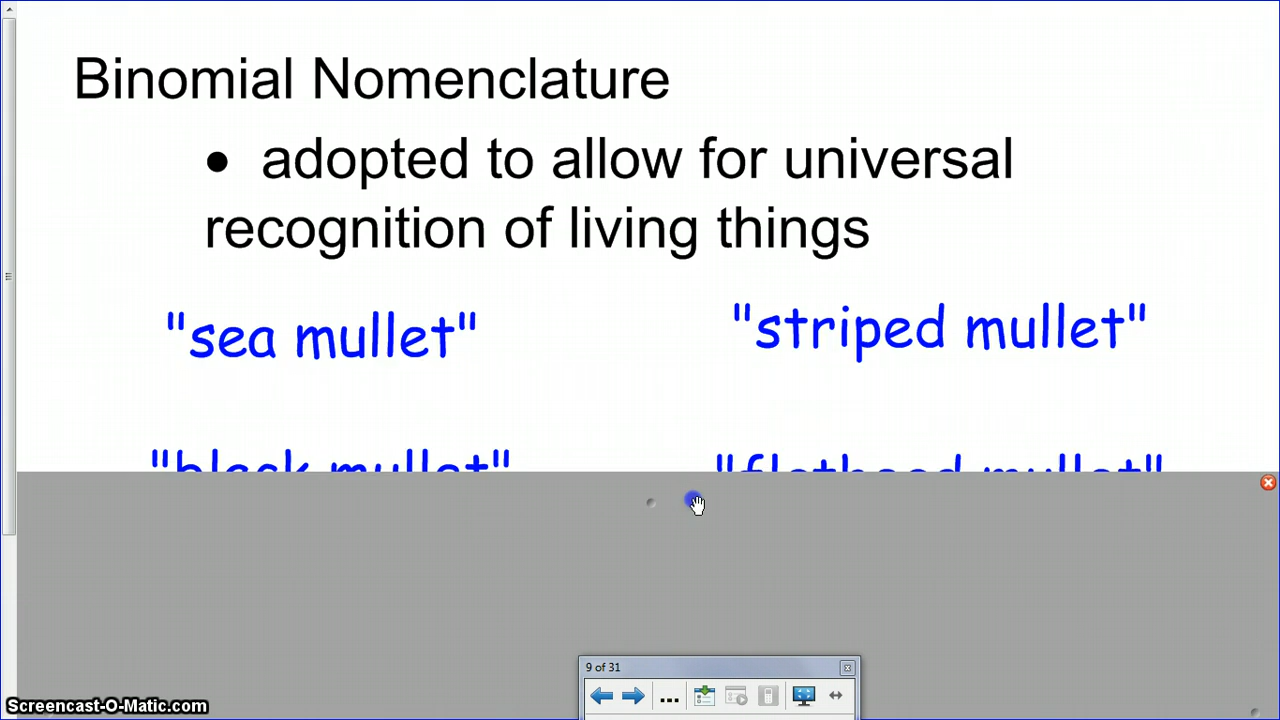 Binomial Nomenclature
• adopted to allow for universal
recognition of living things
"sea mullet" "striped mullet"
"black mullet" "flathead mullet"
9 of 31
...
Screencast-O-Matic.com